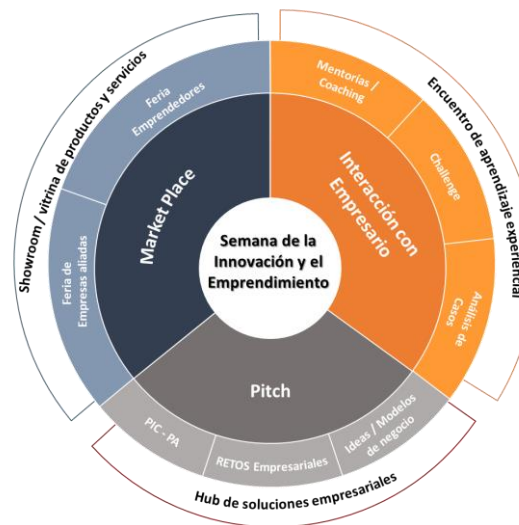 Semana de la
Innovación y el
Emprendimiento
Market Place
Feria
Emprendedores
Feria de
Empresas aliadas
Showroom / vitrina de productos y servicios
Interacción con
Empresario
Mentorías /
Coaching
Challenge
Análisis de
Casos
Encuentro de aprendizaje experiencial
Pitch
PIC - PA
RETOS Empresariales
Ideas / Modelos
de negocio
Hub de soluciones empresariales